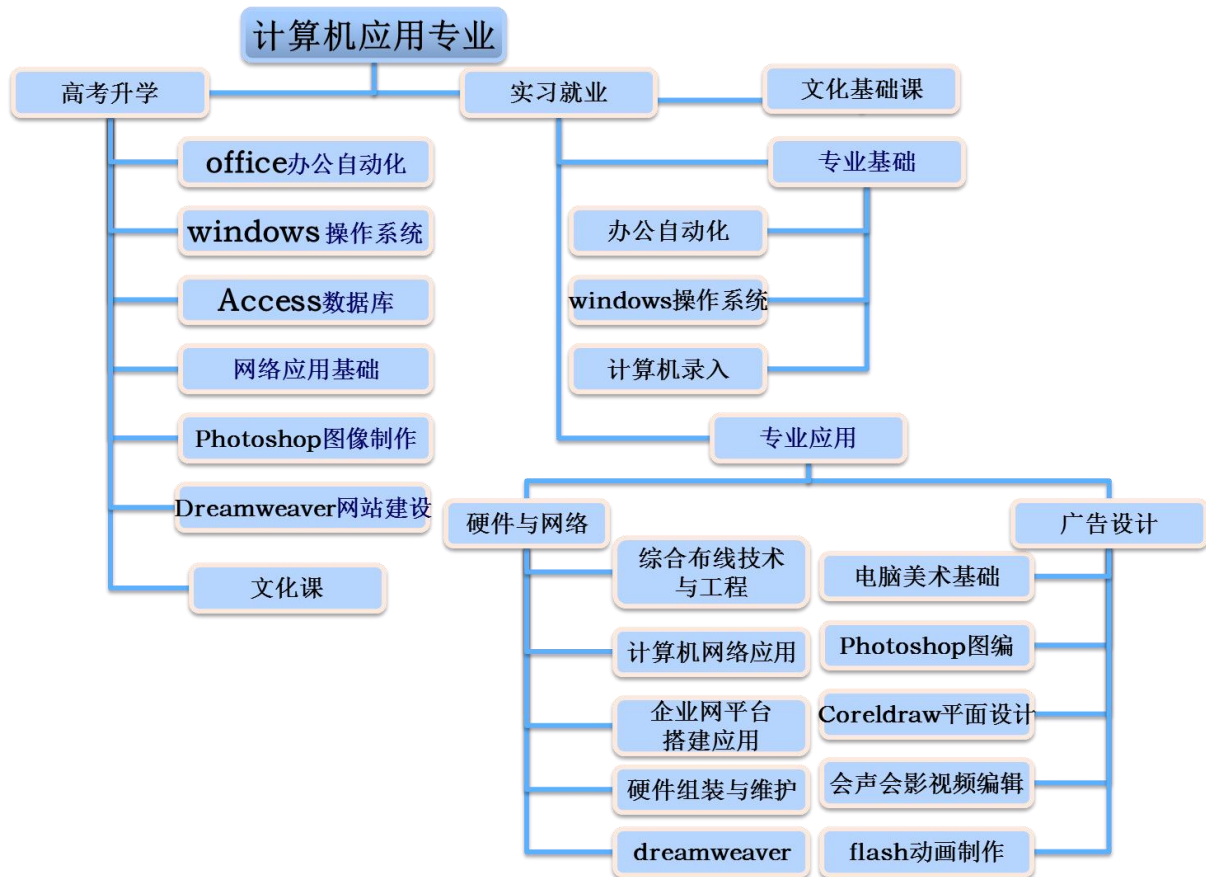 计算机应用专业
高考升学
实习就业
文化基础课
office办公自动化
windows 操作系统
Access数据库
网络应用基础
Photoshop图像制作
Dreamweaver网站建设
文化课
专业基础
办公自动化
windows操作系统
计算机录入
专业应用
硬件与网络
综合布线技术
与工程
计算机网络应用
企业网平台
搭建应用
硬件组装与维护
dreamweaver
广告设计
电脑美术基础
Photoshop图编
Coreldraw平面设计
会声会影视频编辑
flash动画制作